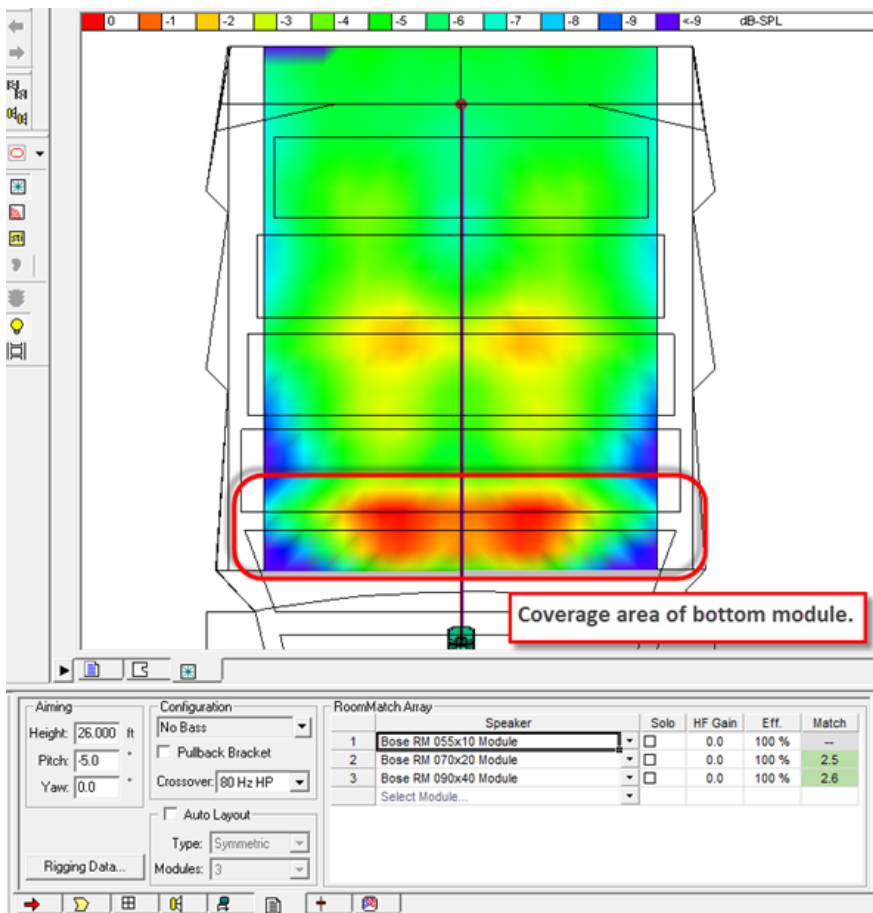 0 -1 -2 -3 -4 -5 -6 -7 -8 -9 <-9 dB-SPL
STI
Coverage area of bottom module.
Aiming
Height: 26.000 ft
Pitch: -5.0 °
Yaw: 0.0 °
Rigging Data...
Configuration
No Bass
Pullback Bracket
Crossover: 80 Hz HP
Auto Layout
Type: Symmetric
Modules: 3
RoomMatch Array
Speaker Solo HF Gain Eff. Match
1 Bose RM 055x10 Module 0.0 100 % --
2 Bose RM 070x20 Module 0.0 100 % 2.5
3 Bose RM 090x40 Module 0.0 100 % 2.6
Select Module...